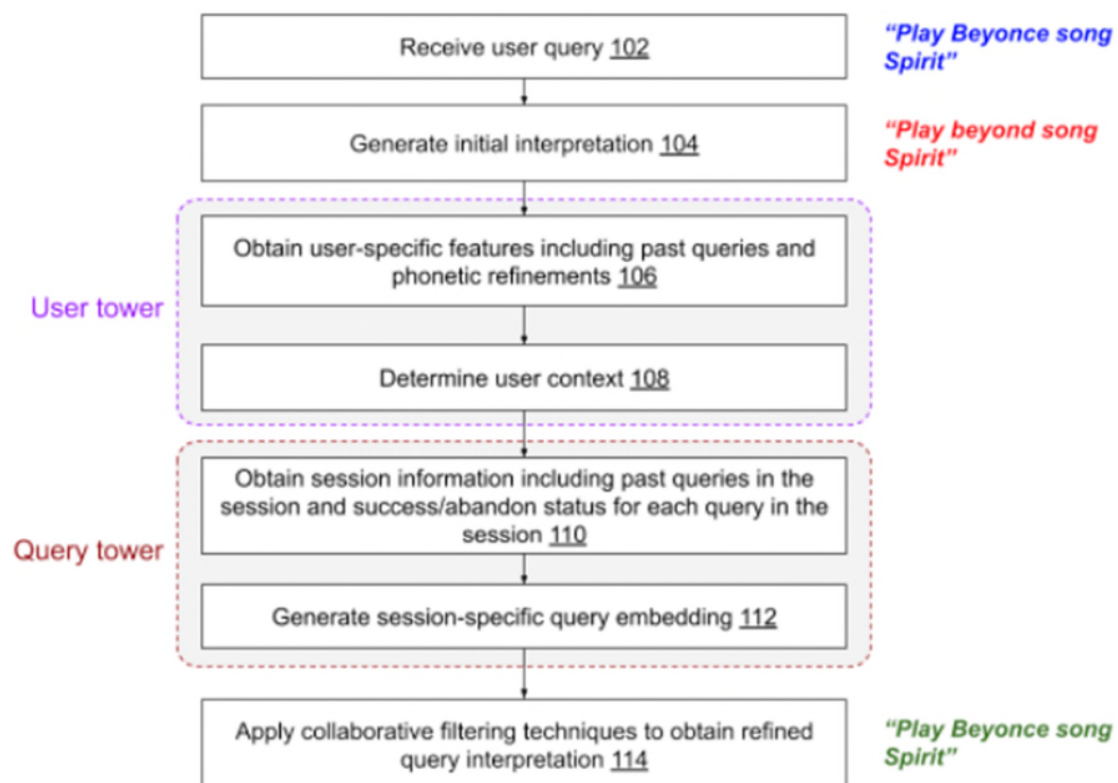 Receive user query 102
“Play Beyonce song
Spirit”
Generate initial interpretation 104
“Play beyond song
Spirit”
User tower
Obtain user-specific features including past queries and
phonetic refinements 106
Determine user context 108
Query tower
Obtain session information including past queries in the
session and success/abandon status for each query in the
session 110
Generate session-specific query embedding 112
Apply collaborative filtering techniques to obtain refined
query interpretation 114
“Play Beyonce song
Spirit”